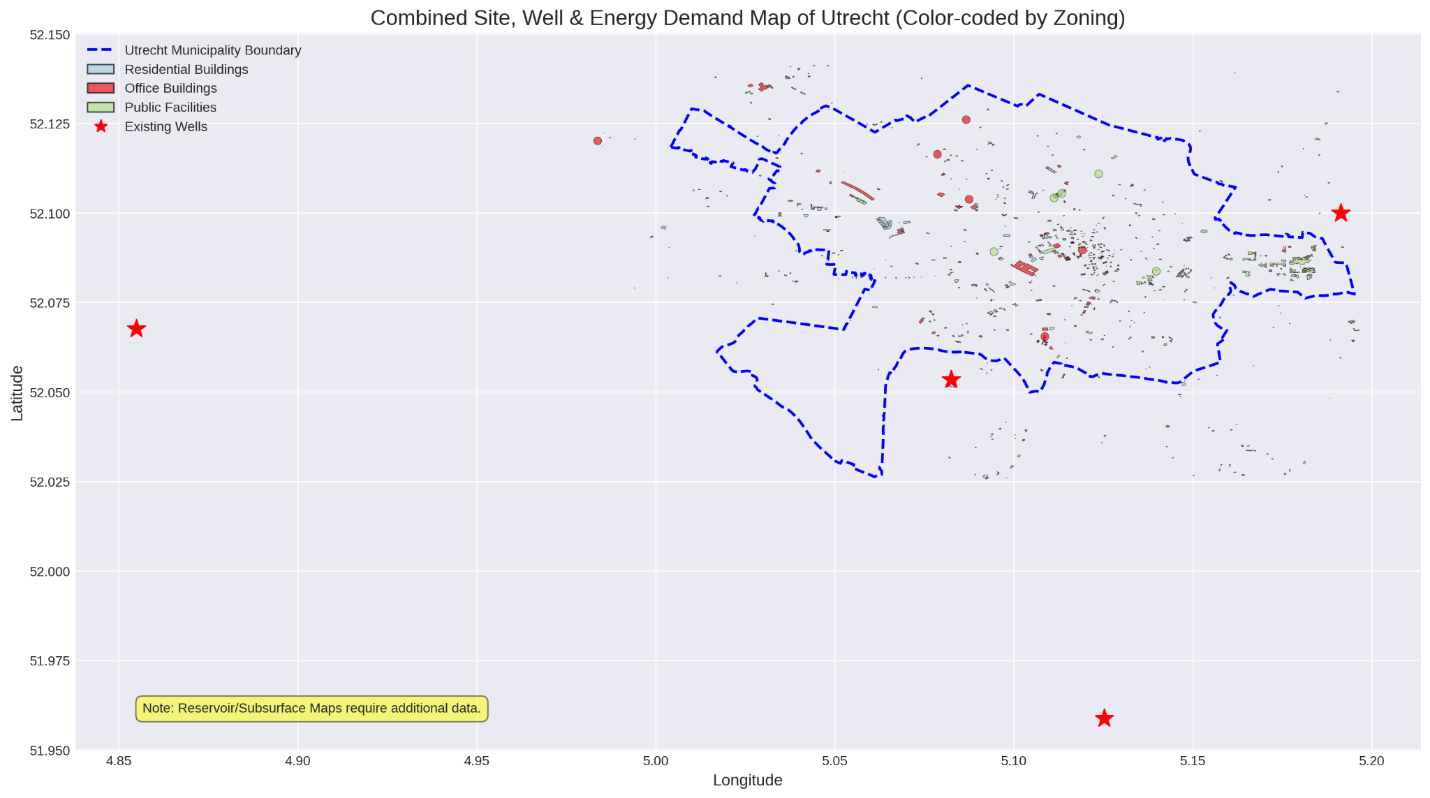 Combined Site, Well & Energy Demand Map of Utrecht (Color-coded by Zoning)
52.150
52.125
52.100
52.075
52.050
52.025
52.000
51.975
51.950
Latitude
Utrecht Municipality Boundary
Residential Buildings
Office Buildings
Public Facilities
Existing Wells
Note: Reservoir/Subsurface Maps require additional data.
4.85 4.90 4.95 5.00 5.05 5.10 5.15 5.20
Longitude